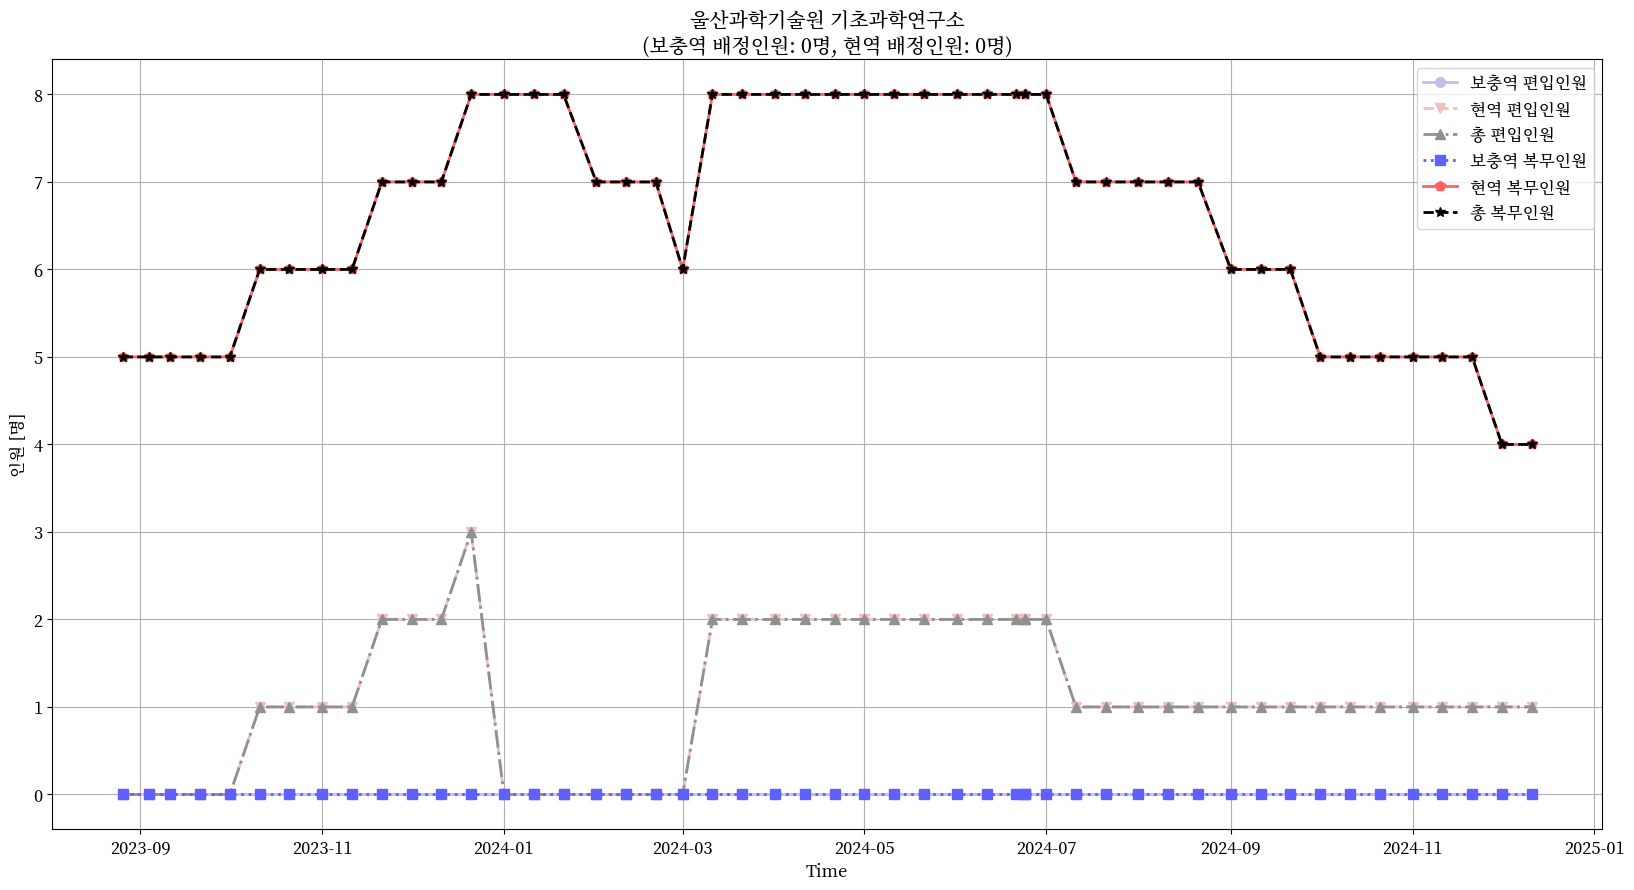 울산과학기술원 기초과학연구소
(보충역 배정인원: 0명, 현역 배정인원: 0명)
보충역 편입인원
현역 편입인원
총 편입인원
보충역 복무인원
현역 복무인원
총 복무인원
인원 [명]
8
7
6
5
4
3
2
1
0
2023-09
2023-11
2024-01
2024-03
2024-05
2024-07
2024-09
2024-11
2025-01
Time